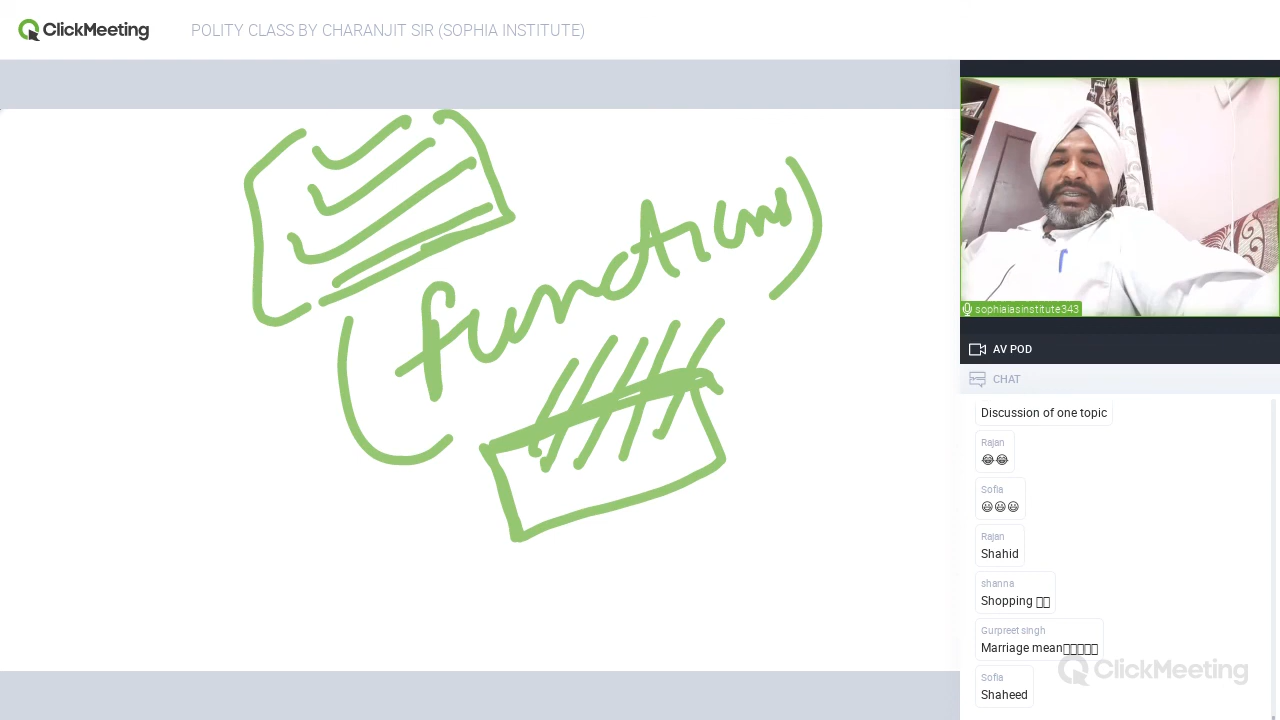 ClickMeeting
POLITY CLASS BY CHARANJIT SIR (SOPHIA INSTITUTE)
(functions)
sophiaiasinstitute343
AV POD
CHAT
Discussion of one topic
Rajan
😂😂
Sofia
😃😃😃
Rajan
Shahid
shanna
Shopping
Gurpreet singh
Marriage mean
Sofia
Shaheed
ClickMeeting